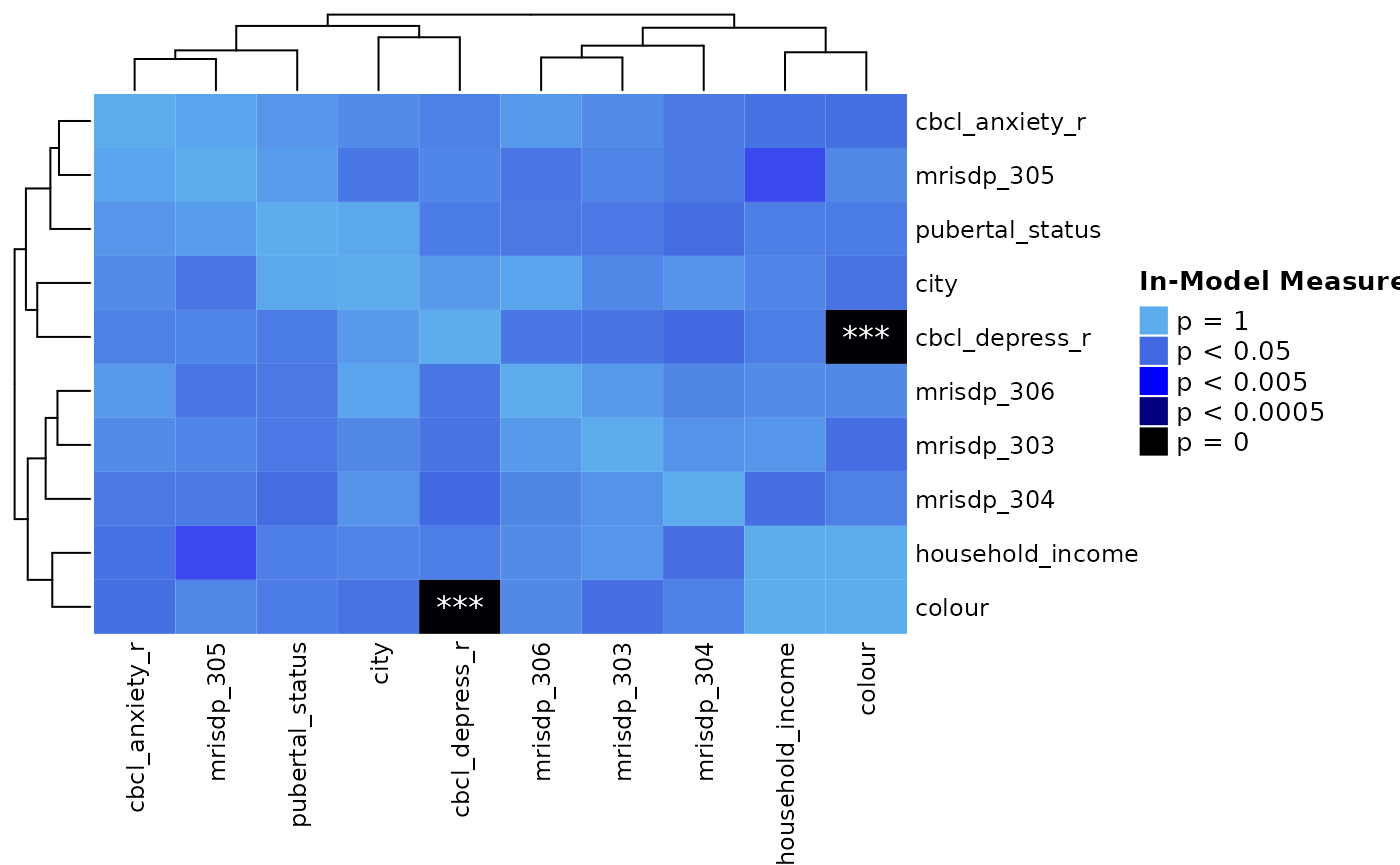 cbcl_anxiety_r
mrisdp_305
pubertal_status
city
cbcl_depress_r
mrisdp_306
mrisdp_303
mrisdp_304
household_income
colour
***
***
cbcl_anxiety_r
mrisdp_305
pubertal_status
city
cbcl_depress_r
mrisdp_306
mrisdp_303
mrisdp_304
household_income
colour
In-Model Measure
p = 1
p < 0.05
p < 0.005
p < 0.0005
p = 0